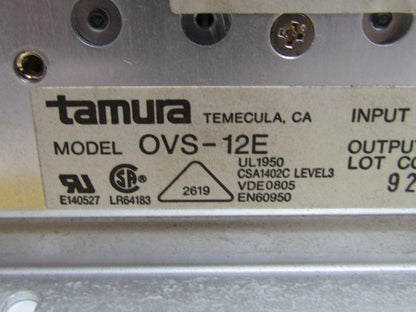 tamura TEMECULA, CA INPUT
MODEL OVS-12E OUTPUT
LOT CO
92
UL1950
CSA1402C LEVEL3
VDE0805
EN60950
2619
E140527 LR64183